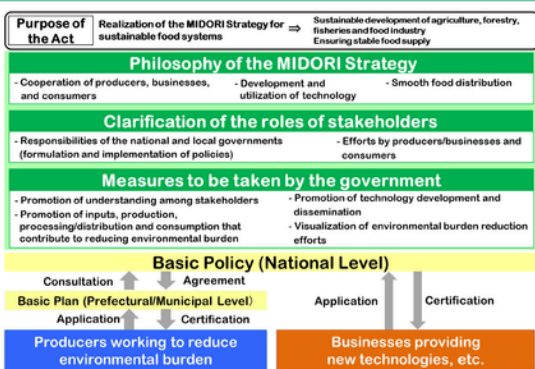 Purpose of
the Act
Realization of the MIDORI Strategy for
sustainable food systems
⇒
Sustainable development of agriculture, forestry,
fisheries and food industry
Ensuring stable food supply
Philosophy of the MIDORI Strategy
- Cooperation of producers, businesses,
and consumers
- Development and
utilization of technology
- Smooth food distribution
Clarification of the roles of stakeholders
- Responsibilities of the national and local governments
(formulation and implementation of policies)
- Efforts by producers/businesses and
consumers
Measures to be taken by the government
- Promotion of understanding among stakeholders
- Promotion of inputs, production,
processing/distribution and consumption that
contribute to reducing environmental burden
- Promotion of technology development and
dissemination
- Visualization of environmental burden reduction
efforts
Basic Policy (National Level)
Consultation
Agreement
Basic Plan (Prefectural/Municipal Level)
Application
Certification
Application
Certification
Producers working to reduce
environmental burden
Businesses providing
new technologies, etc.